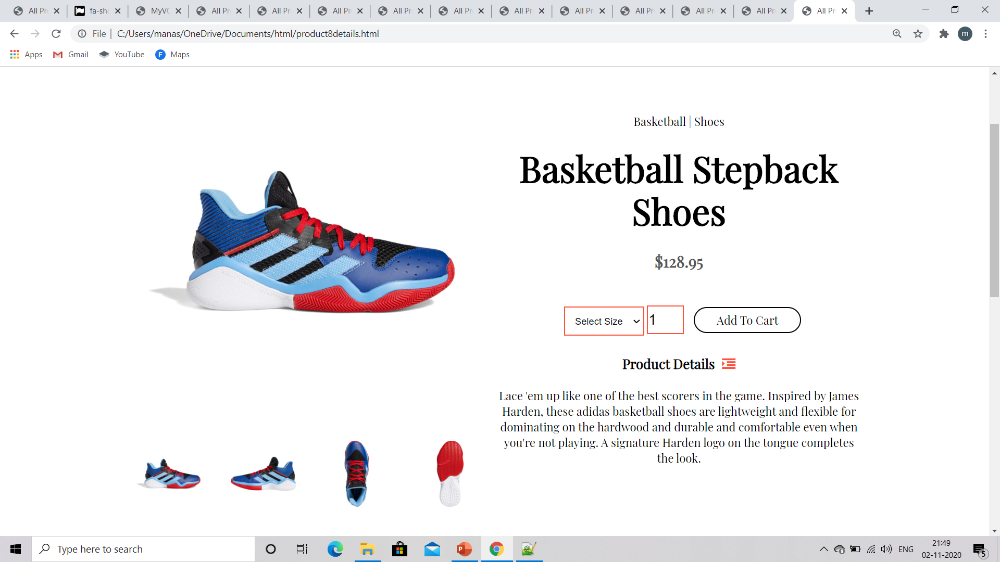 All Pr
fa-sho
MyVC
All Pr
All Pr
All Pr
All Pr
All Pr
All Pr
All Pr
All Pr
All Pr
All Pr
All Pr
File | C:/Users/manas/OneDrive/Documents/html/product8details.html
m
Apps Gmail YouTube F Maps
Basketball | Shoes
Basketball Stepback
Shoes
$128.95
Select Size 1 Add To Cart
Product Details
Lace 'em up like one of the best scorers in the game. Inspired by James
Harden, these adidas basketball shoes are lightweight and flexible for
dominating on the hardwood and durable and comfortable even when
you're not playing. A signature Harden logo on the tongue completes
the look.
Type here to search
P
ENG
21:49
02-11-2020
5